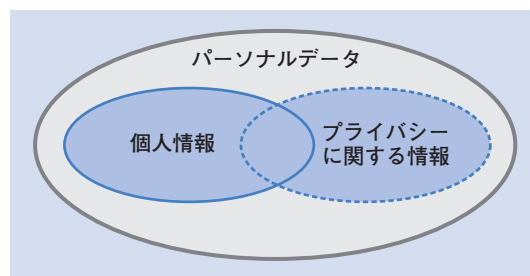 パーソナルデータ
個人情報
プライバシー
に関する情報